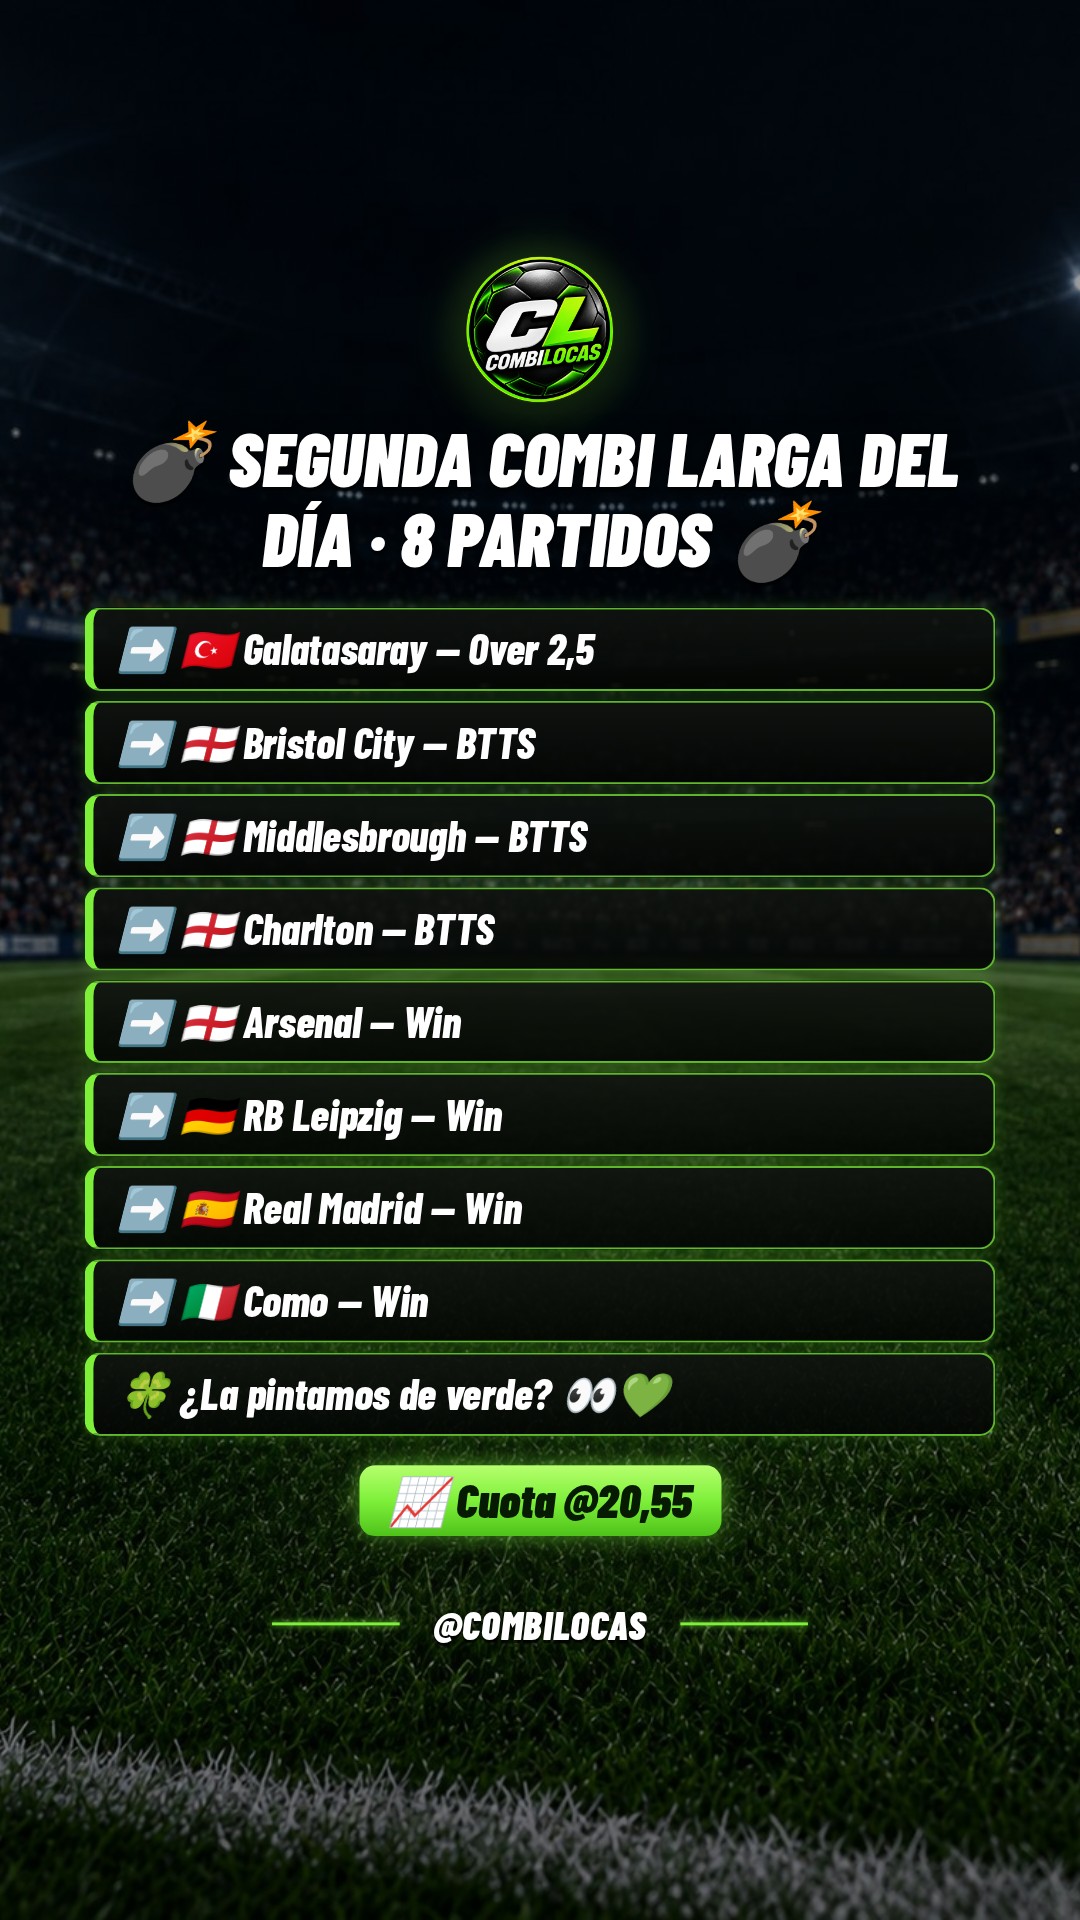 CL
COMBILOCAS
💣 SEGUNDA COMBI LARGA DEL
DÍA · 8 PARTIDOS 💣
➡️ 🇹🇷 Galatasaray – Over 2,5
➡️ 🏴󠁧󠁢󠁥󠁮󠁧󠁿 Bristol City – BTTS
➡️ 🏴󠁧󠁢󠁥󠁮󠁧󠁿 Middlesbrough – BTTS
➡️ 🏴󠁧󠁢󠁥󠁮󠁧󠁿 Charlton – BTTS
➡️ 🏴󠁧󠁢󠁥󠁮󠁧󠁿 Arsenal – Win
➡️ 🇩🇪 RB Leipzig – Win
➡️ 🇪🇸 Real Madrid – Win
➡️ 🇮🇹 Como – Win
🍀 ¿La pintamos de verde? 👀💚
📈 Cuota @20,55
@COMBILOCAS